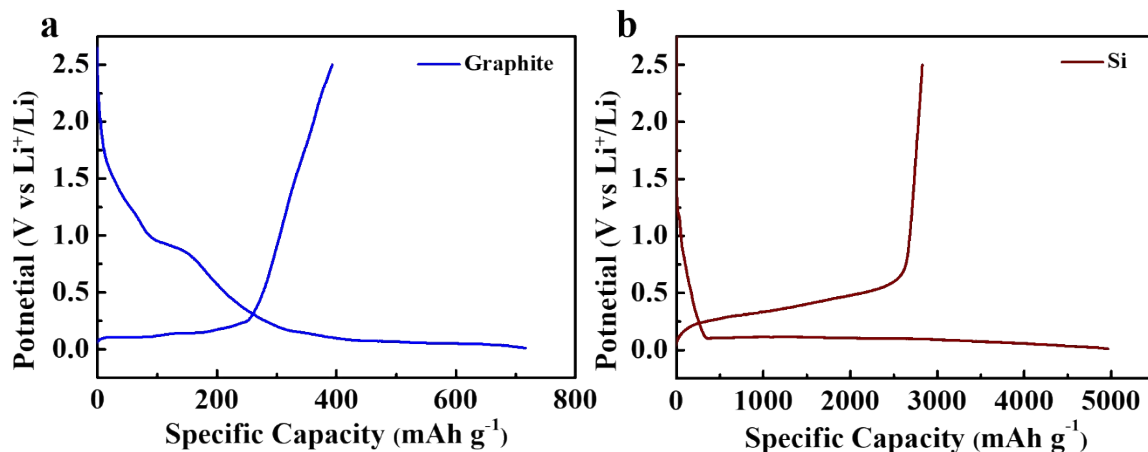 a
Graphite
2.5
2.0
1.5
1.0
0.5
0.0
Potnetial (V vs Li⁺/Li)
0
200
400
600
800
Specific Capacity (mAh g⁻¹)
b
Si
2.5
2.0
1.5
1.0
0.5
0.0
Potnetial (V vs Li⁺/Li)
0
1000
2000
3000
4000
5000
Specific Capacity (mAh g⁻¹)